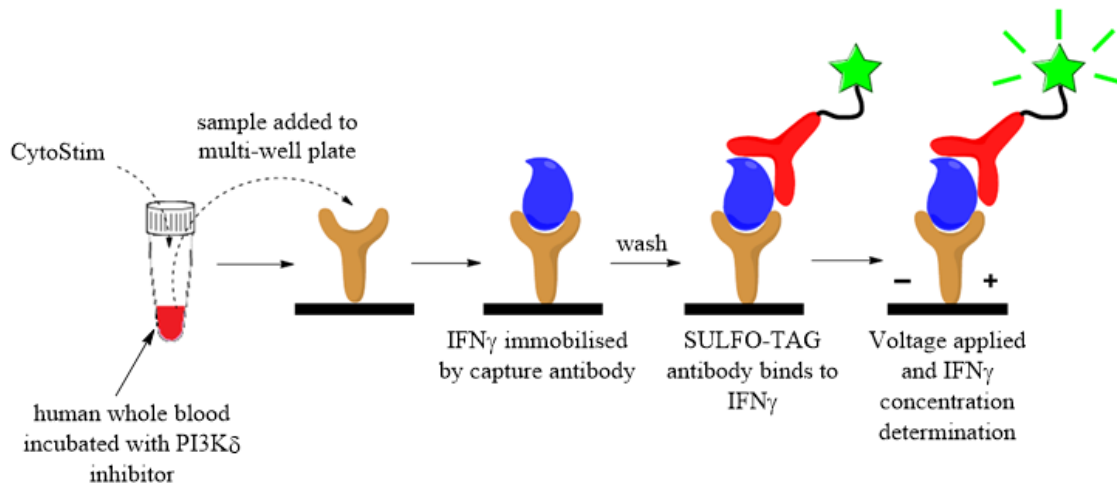 CytoStim
sample added to
multi-well plate
human whole blood
incubated with PI3Kδ
inhibitor
IFNγ immobilised
by capture antibody
wash
SULFO-TAG
antibody binds to
IFNγ
− +
Voltage applied
and IFNγ
concentration
determination